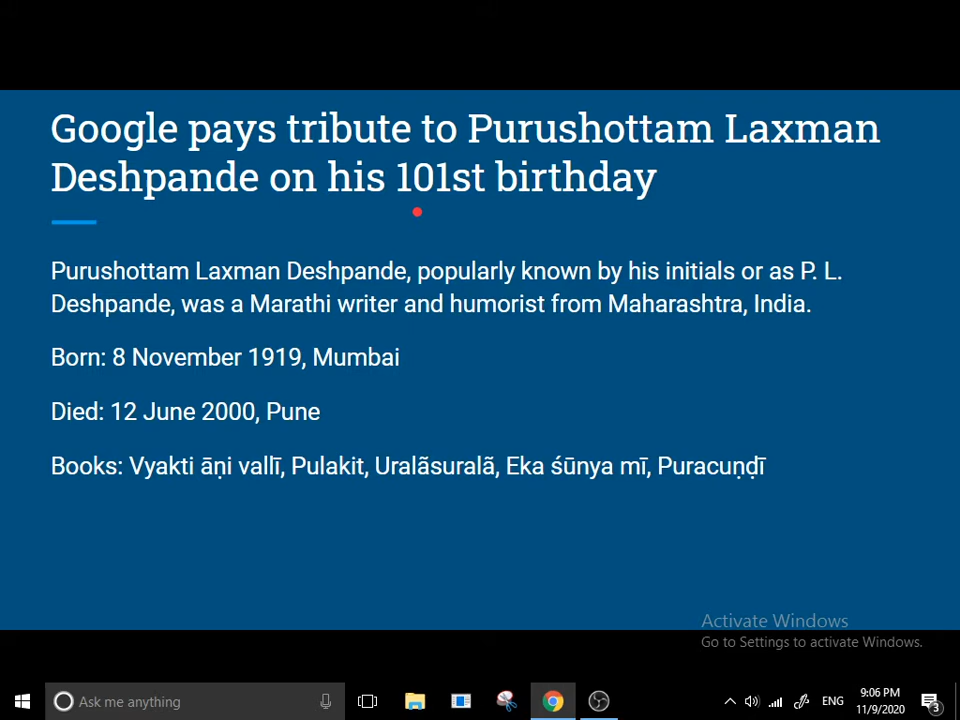 Google pays tribute to Purushottam Laxman
Deshpande on his 101st birthday
Purushottam Laxman Deshpande, popularly known by his initials or as P. L.
Deshpande, was a Marathi writer and humorist from Maharashtra, India.
Born: 8 November 1919, Mumbai
Died: 12 June 2000, Pune
Books: Vyakti āṇi vallī, Pulakit, Uralāsuralā, Eka śūnya mī, Puracuṇḍī
Activate Windows
Go to Settings to activate Windows.
Ask me anything
ENG
9:06 PM
11/9/2020
3